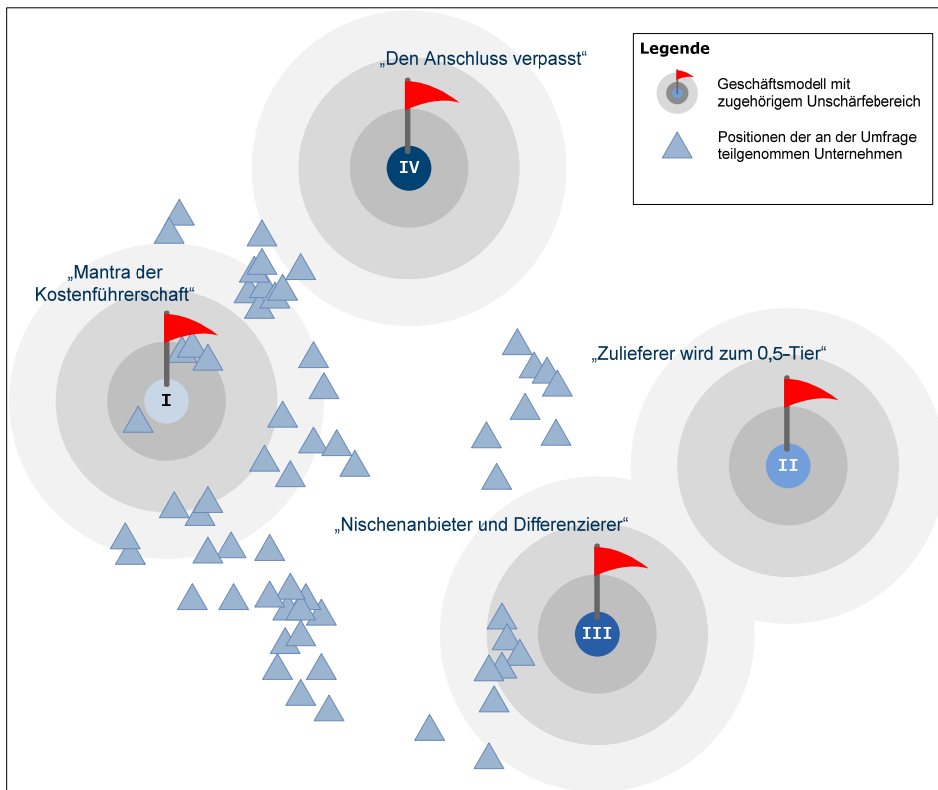 „Den Anschluss verpasst“
Legende
Geschäftsmodell mit
zugehörigem Unschärfebereich
Positionen der an der Umfrage
teilgenommen Unternehmen
IV
„Mantra der
Kostenführerschaft“
I
„Zulieferer wird zum 0,5-Tier“
II
„Nischenanbieter und Differenzierer“
III